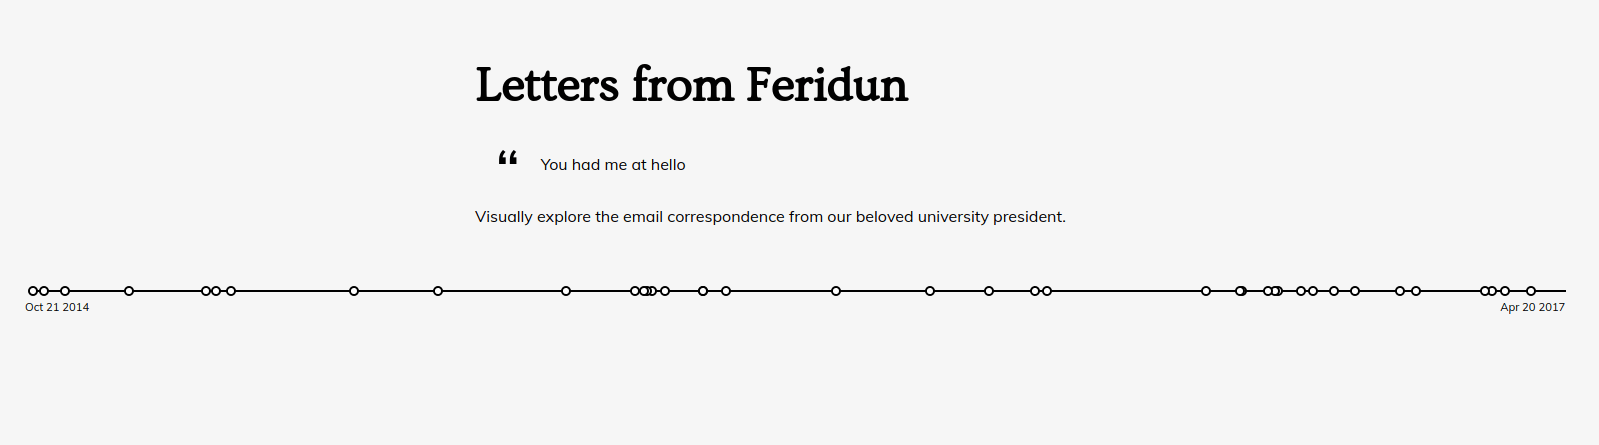 Letters from Feridun
“ You had me at hello
Visually explore the email correspondence from our beloved university president.
Oct 21 2014
Apr 20 2017